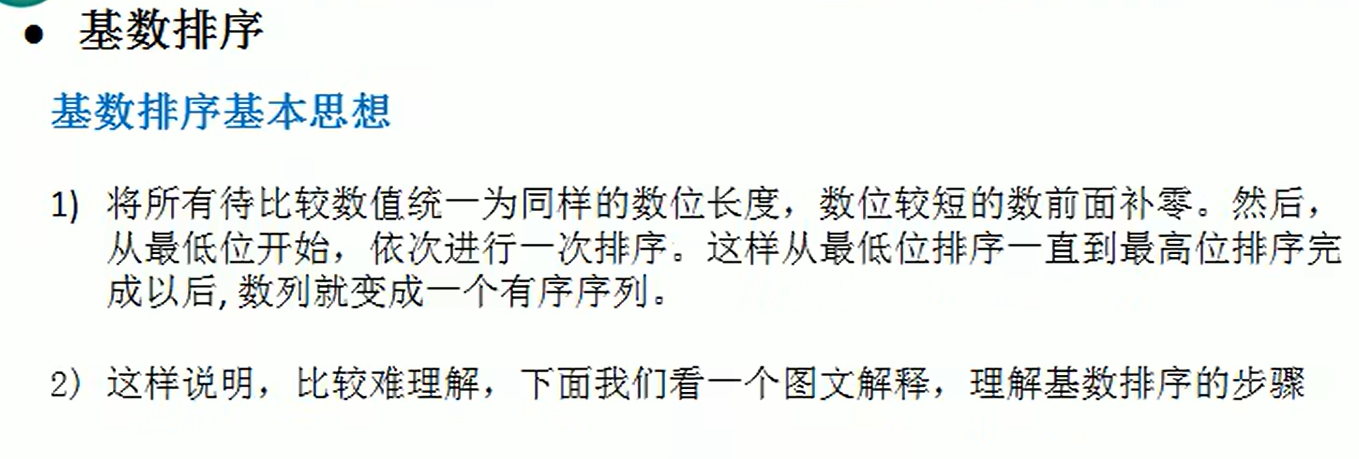 ● 基数排序
基数排序基本思想
1) 将所有待比较数值统一为同样的数位长度，数位较短的数前面补零。然后，
从最低位开始，依次进行一次排序。这样从最低位排序一直到最高位排序完
成以后, 数列就变成一个有序序列。
2) 这样说明，比较难理解，下面我们看一个图文解释，理解基数排序的步骤